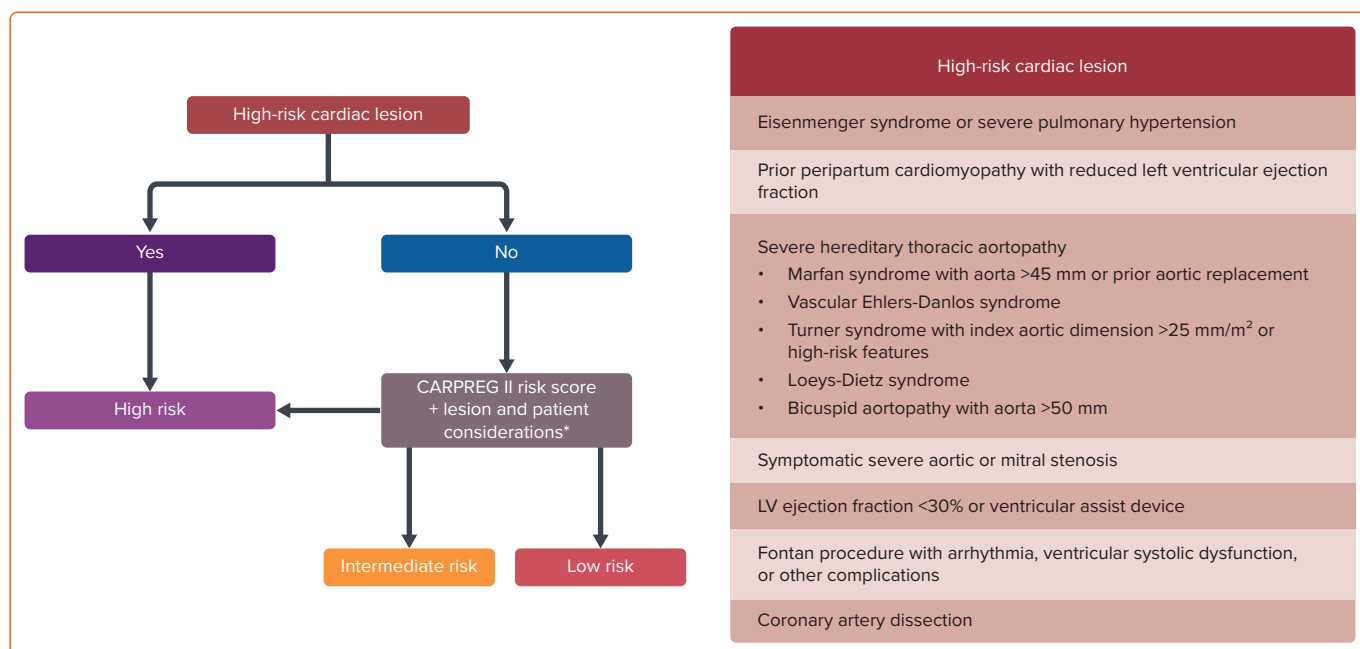 High-risk cardiac lesion
Yes
No
High risk
CARPREG II risk score
+ lesion and patient
considerations*
Intermediate risk
Low risk
High-risk cardiac lesion
Eisenmenger syndrome or severe pulmonary hypertension
Prior peripartum cardiomyopathy with reduced left ventricular ejection
fraction
Severe hereditary thoracic aortopathy
• Marfan syndrome with aorta >45 mm or prior aortic replacement
• Vascular Ehlers-Danlos syndrome
• Turner syndrome with index aortic dimension >25 mm/m² or
high-risk features
• Loeys-Dietz syndrome
• Bicuspid aortopathy with aorta >50 mm
Symptomatic severe aortic or mitral stenosis
LV ejection fraction <30% or ventricular assist device
Fontan procedure with arrhythmia, ventricular systolic dysfunction,
or other complications
Coronary artery dissection